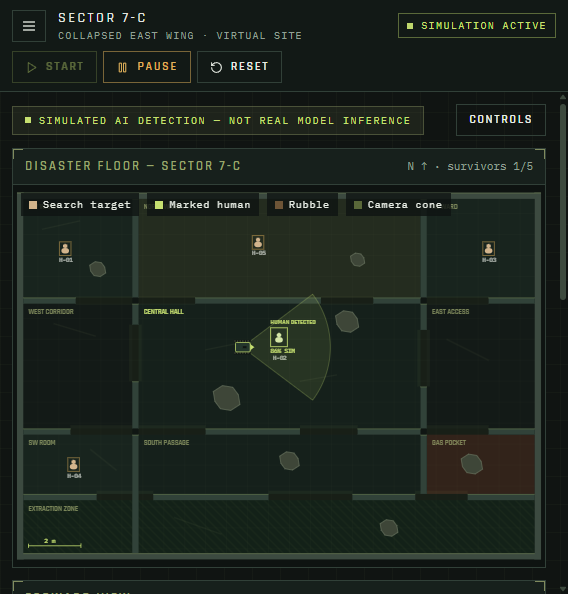 SECTOR 7-C
COLLAPSED EAST WING · VIRTUAL SITE
SIMULATION ACTIVE
START
PAUSE
RESET
SIMULATED AI DETECTION — NOT REAL MODEL INFERENCE
CONTROLS
DISASTER FLOOR — SECTOR 7-C
N ↑ · survivors 1/5
Search target
Marked human
Rubble
Camera cone
H-01
H-05
H-03
WEST CORRIDOR
CENTRAL HALL
EAST ACCESS
HUMAN DETECTED
H-02
SW ROOM
SOUTH PASSAGE
GAS POCKET
H-04
EXTRACTION ZONE
2 m